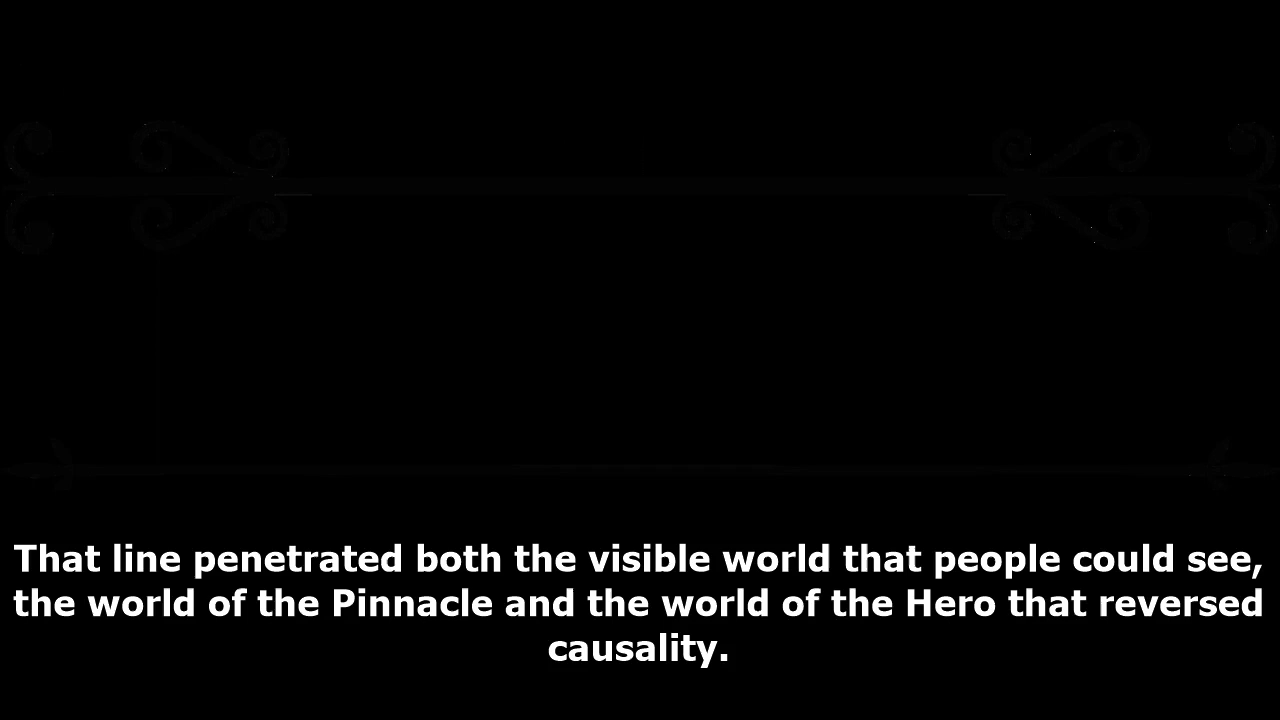 That line penetrated both the visible world that people could see,
the world of the Pinnacle and the world of the Hero that reversed
causality.